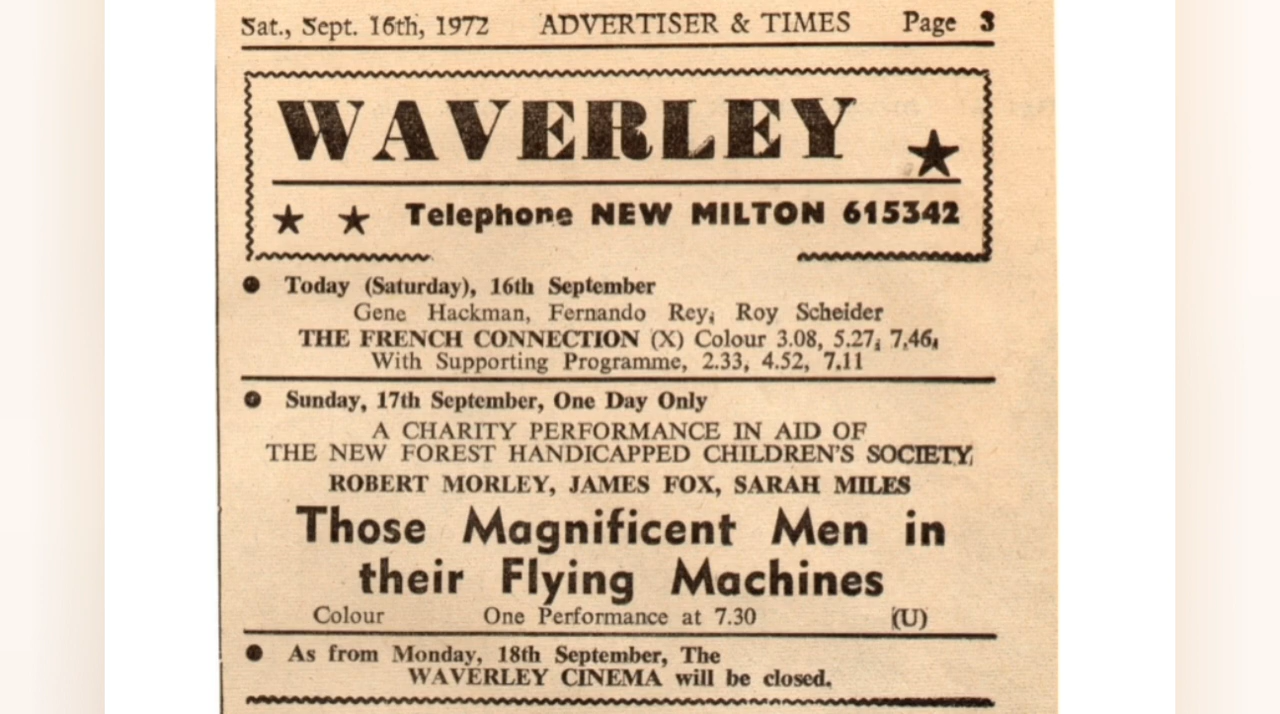 Sat., Sept. 16th, 1972 ADVERTISER & TIMES Page 3
WAVERLEY
Telephone NEW MILTON 615342
Today (Saturday), 16th September
Gene Hackman, Fernando Rey, Roy Scheider
THE FRENCH CONNECTION (X) Colour 3.08, 5.27, 7.46,
With Supporting Programme, 2.33, 4.52, 7.11
Sunday, 17th September, One Day Only
A CHARITY PERFORMANCE IN AID OF
THE NEW FOREST HANDICAPPED CHILDREN'S SOCIETY,
ROBERT MORLEY, JAMES FOX, SARAH MILES
Those Magnificent Men in
their Flying Machines
Colour One Performance at 7.30 (U)
As from Monday, 18th September, The
WAVERLEY CINEMA will be closed.